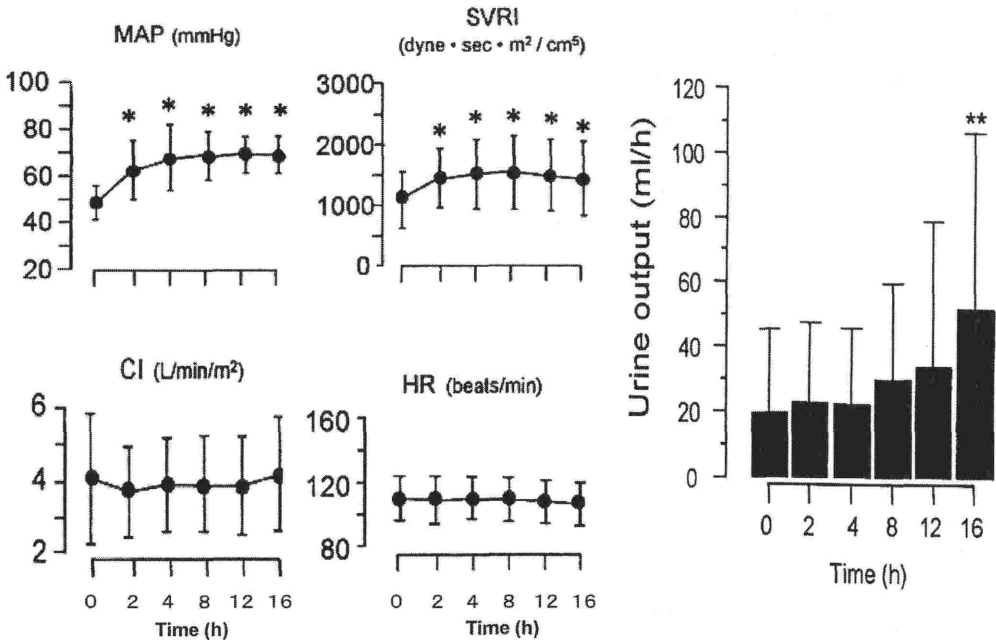 MAP (mmHg)
100
80
60
40
20
* * * * *
SVRI
(dyne • sec • m² / cm⁵)
3000
2000
1000
0
* * * * *
CI (L/min/m²)
6
4
2
0 2 4 8 12 16
Time (h)
HR (beats/min)
160
110
80
0 2 4 8 12 16
Time (h)
Urine output (ml/h)
120
100
80
60
40
20
0
**
0 2 4 8 12 16
Time (h)